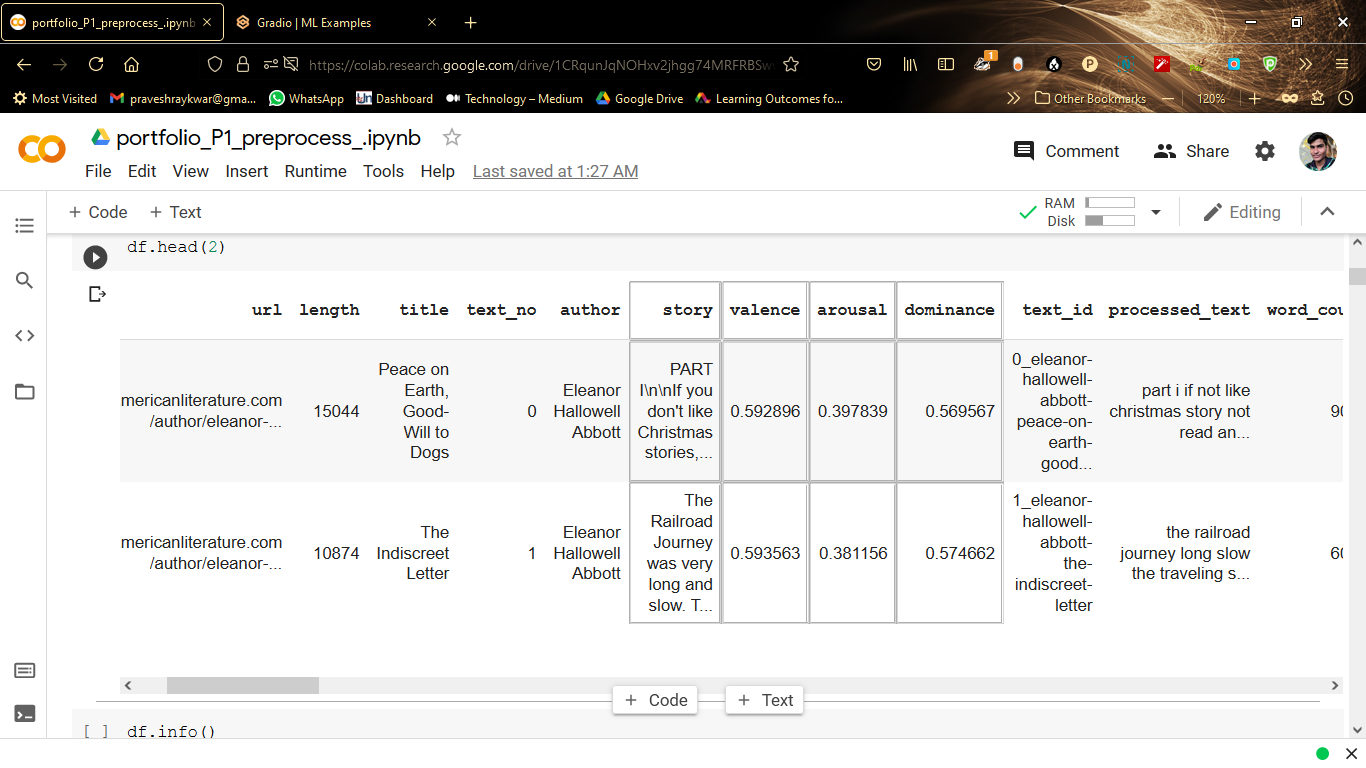 portfolio_P1_preprocess_.ipynb
Gradio | ML Examples
https://colab.research.google.com/drive/1CRqunJqNOHxv2jhgg74MRFRBSw
1
Most Visited
praveshraykwar@gma...
WhatsApp
Dashboard
Technology – Medium
Google Drive
Learning Outcomes fo...
Other Bookmarks
120%
portfolio_P1_preprocess_.ipynb
Comment
Share
File Edit View Insert Runtime Tools Help Last saved at 1:27 AM
+ Code + Text
RAM
Disk
Editing
df.head(2)
url length title text_no author story valence arousal dominance text_id processed_text word_cou
mericanliterature.com
/author/eleanor-...
15044
Peace on
Earth,
Good-
Will to
Dogs
0
Eleanor
Hallowell
Abbott
PART
I\n\nIf you
don't like
Christmas
stories,...
0.592896
0.397839
0.569567
0_eleanor-
hallowell-
abbott-
peace-on-
earth-
good...
part i if not like
christmas story not
read an...
90
mericanliterature.com
/author/eleanor-...
10874
The
Indiscreet
Letter
1
Eleanor
Hallowell
Abbott
The
Railroad
Journey
was very
long and
slow. T...
0.593563
0.381156
0.574662
1_eleanor-
hallowell-
abbott-
the-
indiscreet-
letter
the railroad
journey long slow
the traveling s...
60
+ Code
+ Text
[ ] df.info()